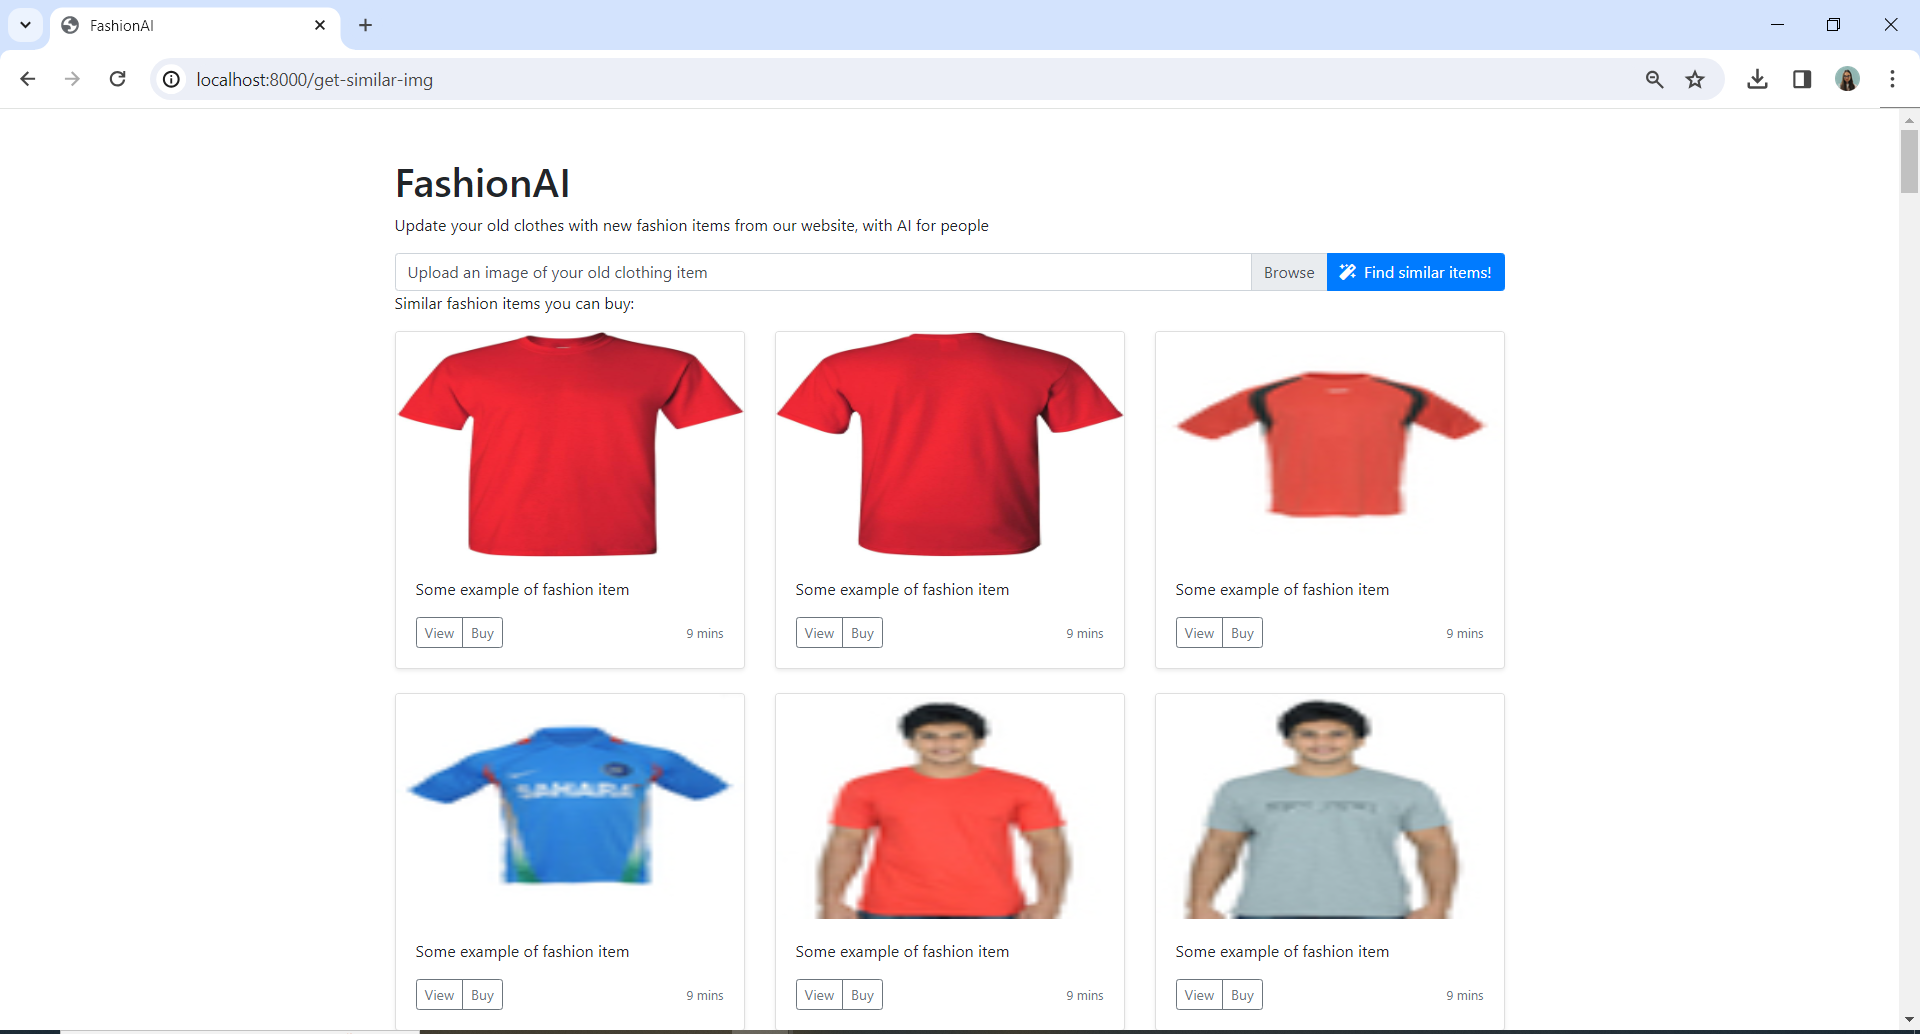 FashionAI
localhost:8000/get-similar-img
FashionAI
Update your old clothes with new fashion items from our website, with AI for people
Upload an image of your old clothing item
Browse
Find similar items!
Similar fashion items you can buy:
Some example of fashion item
View Buy 9 mins
Some example of fashion item
View Buy 9 mins
Some example of fashion item
View Buy 9 mins
SAHARA
Some example of fashion item
View Buy 9 mins
Some example of fashion item
View Buy 9 mins
Some example of fashion item
View Buy 9 mins